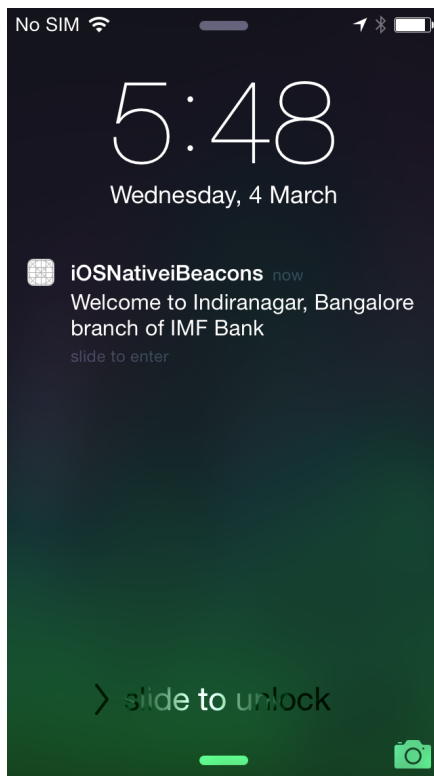 No SIM
5:48
Wednesday, 4 March
iOSNativeiBeacons now
Welcome to Indiranagar, Bangalore
branch of IMF Bank
slide to enter
slide to unlock